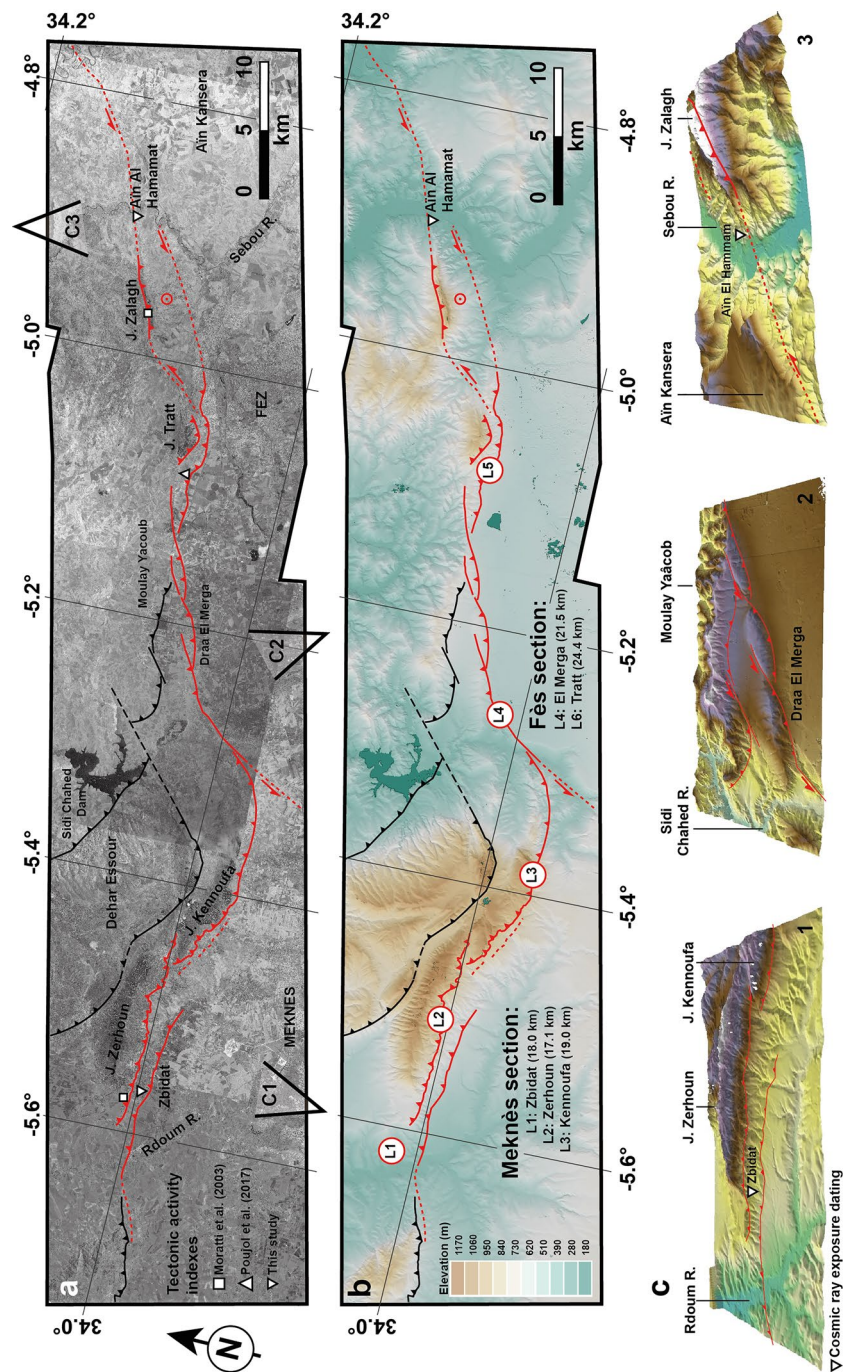 a
34.0°
-5.6°
-5.4°
-5.2°
-5.0°
-4.8°
34.2°
N
Rdoum R.
Zbidat
J. Zerhoun
Dehar Essour
J. Kennoufa
MEKNES
Sidi Chahed
Dam
Moulay Yacoub
Draa El Merga
J. Tratt
FEZ
J. Zalagh
Aïn Al
Hamamat
Sebou R.
Aïn Kansera
C1
C2
C3
Tectonic activity
indexes
Moratti et al. (2003)
Poujol et al. (2017)
This study
0
5
10
km
b
Elevation (m)
1170
1060
950
840
730
620
510
390
280
180
L1
L2
L3
L4
L5
Meknès section:
L1: Zbidat (18.0 km)
L2: Zerhoun (17.1 km)
L3: Kennoufa (19.0 km)
Fès section:
L4: El Merga (21.5 km)
L6: Tratt (24.4 km)
Aïn Al
Hamamat
0
5
10
km
-5.6°
-5.4°
-5.2°
-5.0°
-4.8°
34.2°
C
Rdoum R.
J. Zerhoun
J. Kennoufa
Zbidat
1
Sidi
Chahed R.
Moulay Yaâcob
Draa El Merga
2
Aïn Kansera
Sebou R.
J. Zalagh
Aïn El Hammam
3
Cosmic ray exposure dating